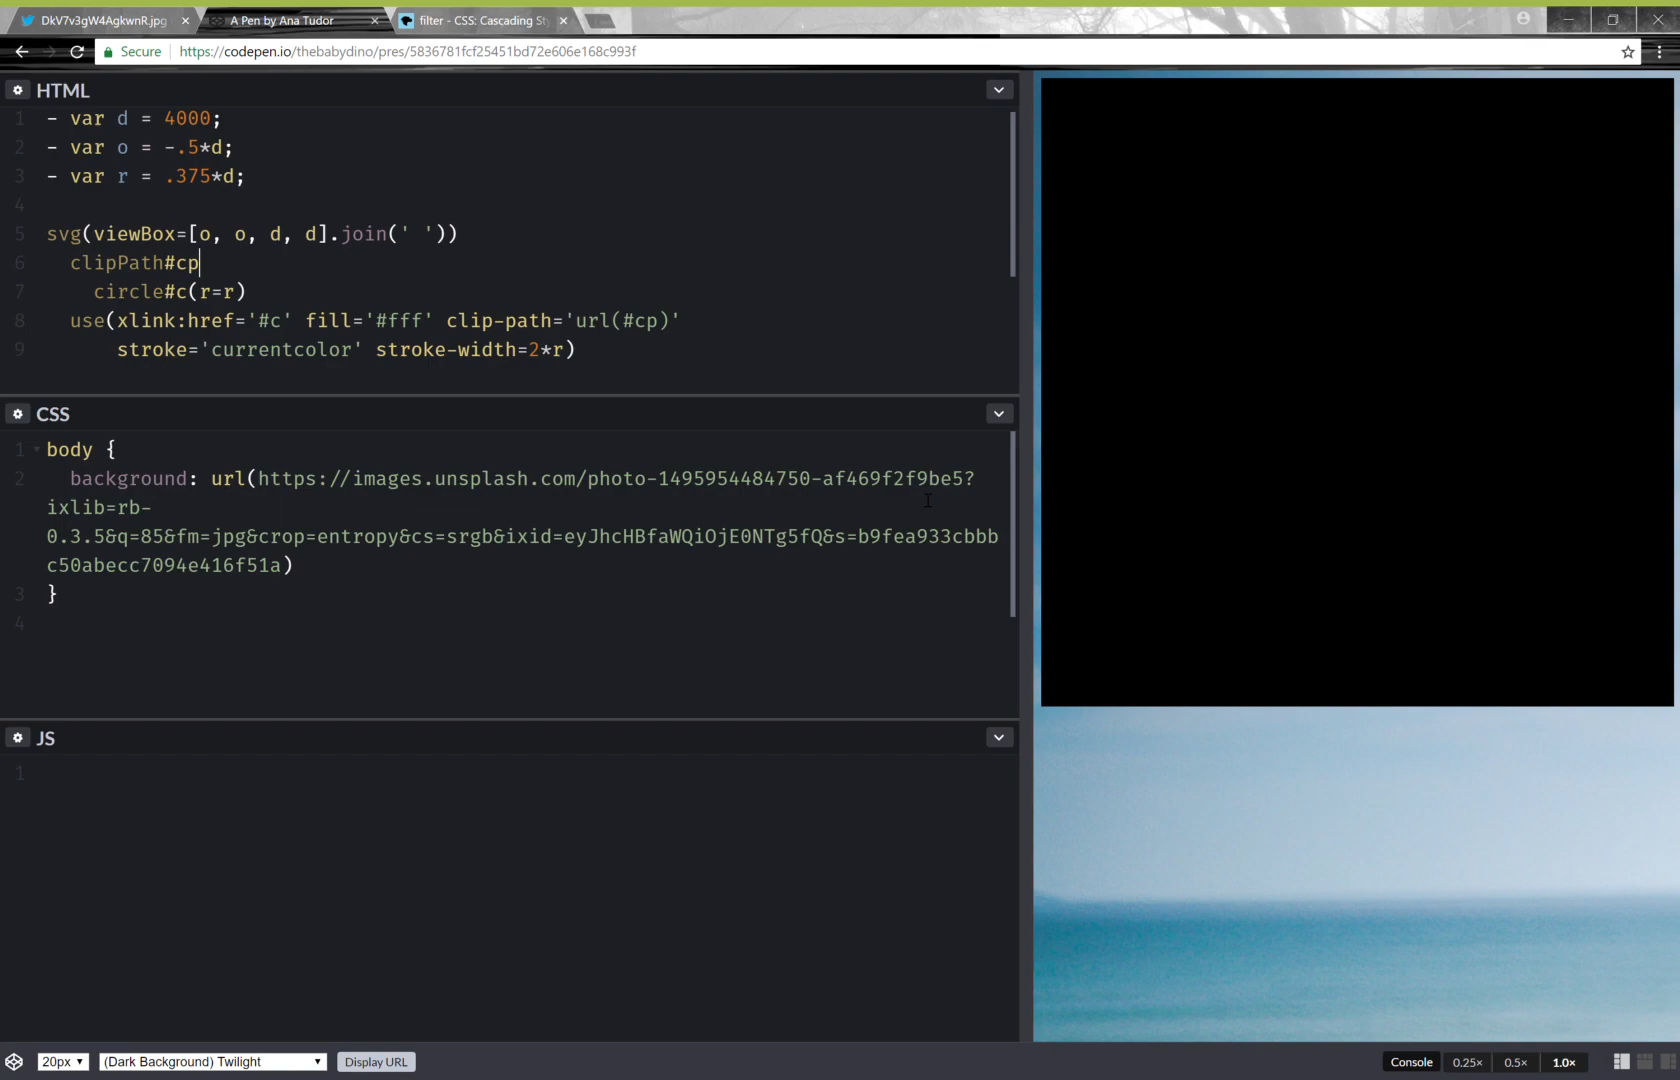 DkV7v3gW4AgkwnR.jpg
A Pen by Ana Tudor
filter - CSS: Cascading St
Secure
https://codepen.io/thebabydino/pres/5836781fcf25451bd72e606e168c993f
HTML
1 - var d = 4000;
2 - var o = -.5*d;
3 - var r = .375*d;
4
5 svg(viewBox=[o, o, d, d].join(' '))
6 clipPath#cp
7 circle#c(r=r)
8 use(xlink:href='#c' fill='#fff' clip-path='url(#cp)'
9 stroke='currentcolor' stroke-width=2*r)
CSS
1 body {
2 background: url(https://images.unsplash.com/photo-1495954484750-af469f2f9be5?
ixlib=rb-
0.3.5&q=85&fm=jpg&crop=entropy&cs=srgb&ixid=eyJhcHBfaWQiOjE0NTg5fQ&s=b9fea933cbbb
c50abecc7094e416f51a)
3 }
4
JS
1
20px
(Dark Background) Twilight
Display URL
Console
0.25×
0.5×
1.0×